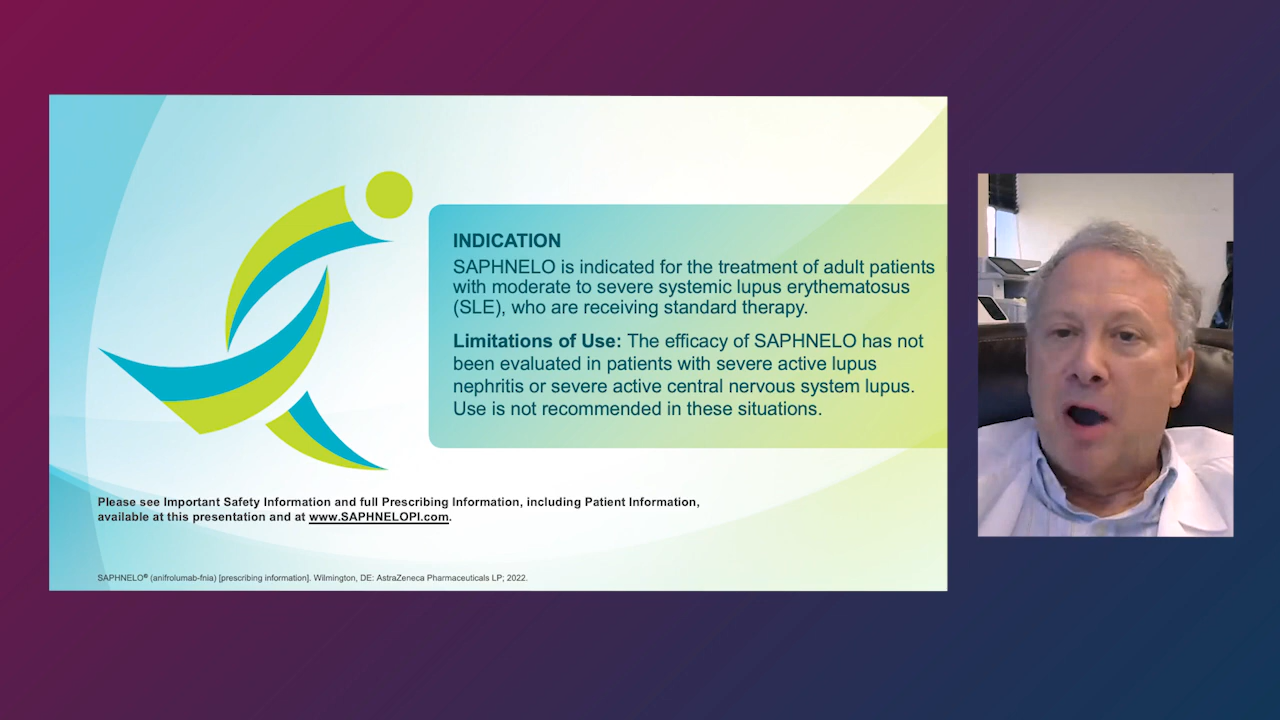 INDICATION
SAPHNELO is indicated for the treatment of adult patients
with moderate to severe systemic lupus erythematosus
(SLE), who are receiving standard therapy.
Limitations of Use: The efficacy of SAPHNELO has not
been evaluated in patients with severe active lupus
nephritis or severe active central nervous system lupus.
Use is not recommended in these situations.
Please see Important Safety Information and full Prescribing Information, including Patient Information,
available at this presentation and at www.SAPHNELOPI.com.
SAPHNELO® (anifrolumab-fnia) [prescribing information]. Wilmington, DE: AstraZeneca Pharmaceuticals LP; 2022.